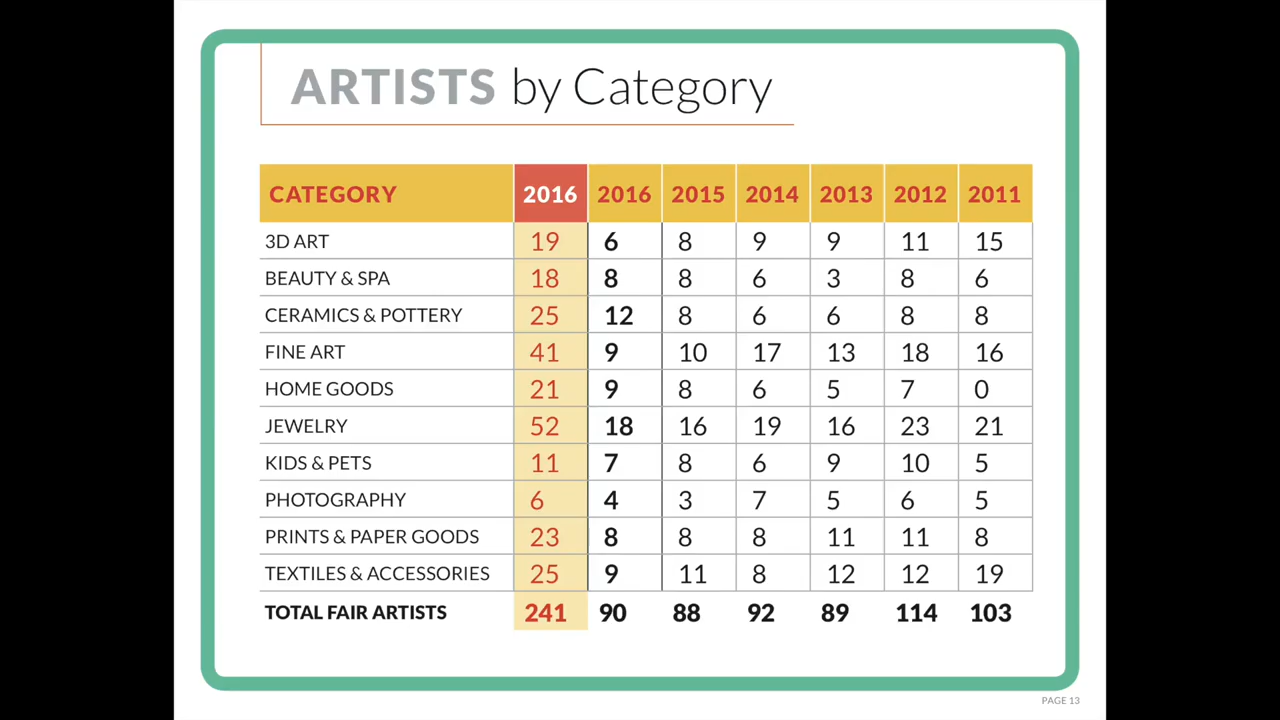 ARTISTS by Category
CATEGORY 2016 2016 2015 2014 2013 2012 2011
3D ART 19 6 8 9 9 11 15
BEAUTY & SPA 18 8 8 6 3 8 6
CERAMICS & POTTERY 25 12 8 6 6 8 8
FINE ART 41 9 10 17 13 18 16
HOME GOODS 21 9 8 6 5 7 0
JEWELRY 52 18 16 19 16 23 21
KIDS & PETS 11 7 8 6 9 10 5
PHOTOGRAPHY 6 4 3 7 5 6 5
PRINTS & PAPER GOODS 23 8 8 8 11 11 8
TEXTILES & ACCESSORIES 25 9 11 8 12 12 19
TOTAL FAIR ARTISTS 241 90 88 92 89 114 103
PAGE 13